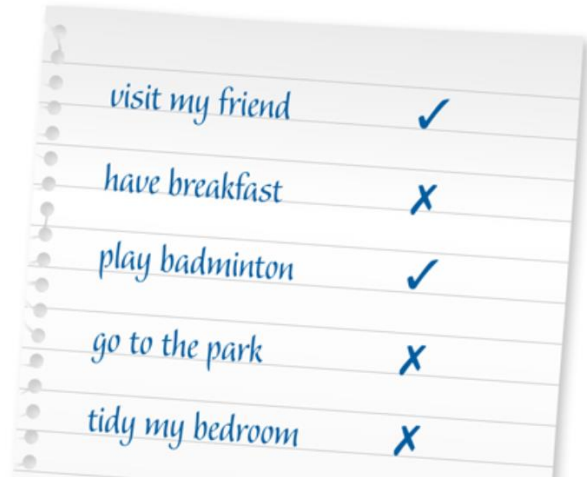 visit my friend ✓
have breakfast ✗
play badminton ✓
go to the park ✗
tidy my bedroom ✗